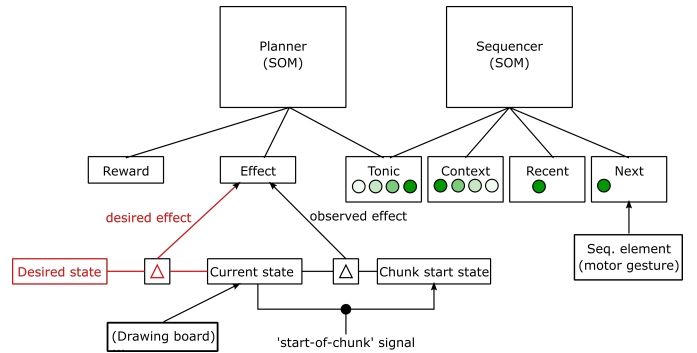 Planner
(SOM)
Sequencer
(SOM)
Reward
Effect
Tonic
Context
Recent
Next
desired effect
observed effect
Seq. element
(motor gesture)
Desired state
△
Current state
△
Chunk start state
(Drawing board)
...
'start-of-chunk' signal